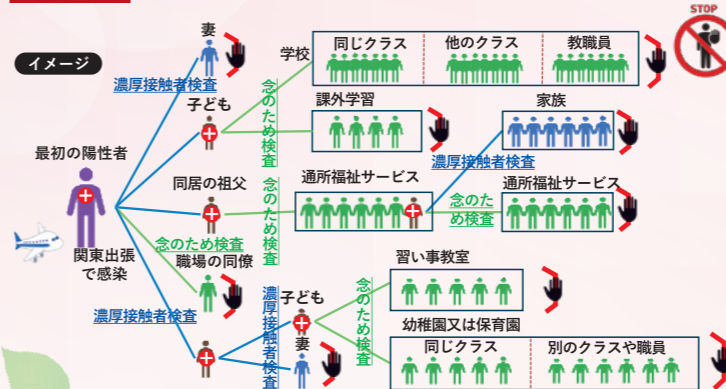 STOP
イメージ
妻
学校
同じクラス
他のクラス
教職員
濃厚接触者検査
子ども
念のため検査
課外学習
家族
最初の陽性者
濃厚接触者検査
同居の祖父
念のため検査
通所福祉サービス
念のた
め検査
通所福祉サービス
念のため検査
関東出張
で感染
職場の同僚
習い事教室
濃厚接触者検査
濃厚接触者検査
子ども
念のため検査
幼稚園又は保育園
同じクラス
別のクラスや職員
妻